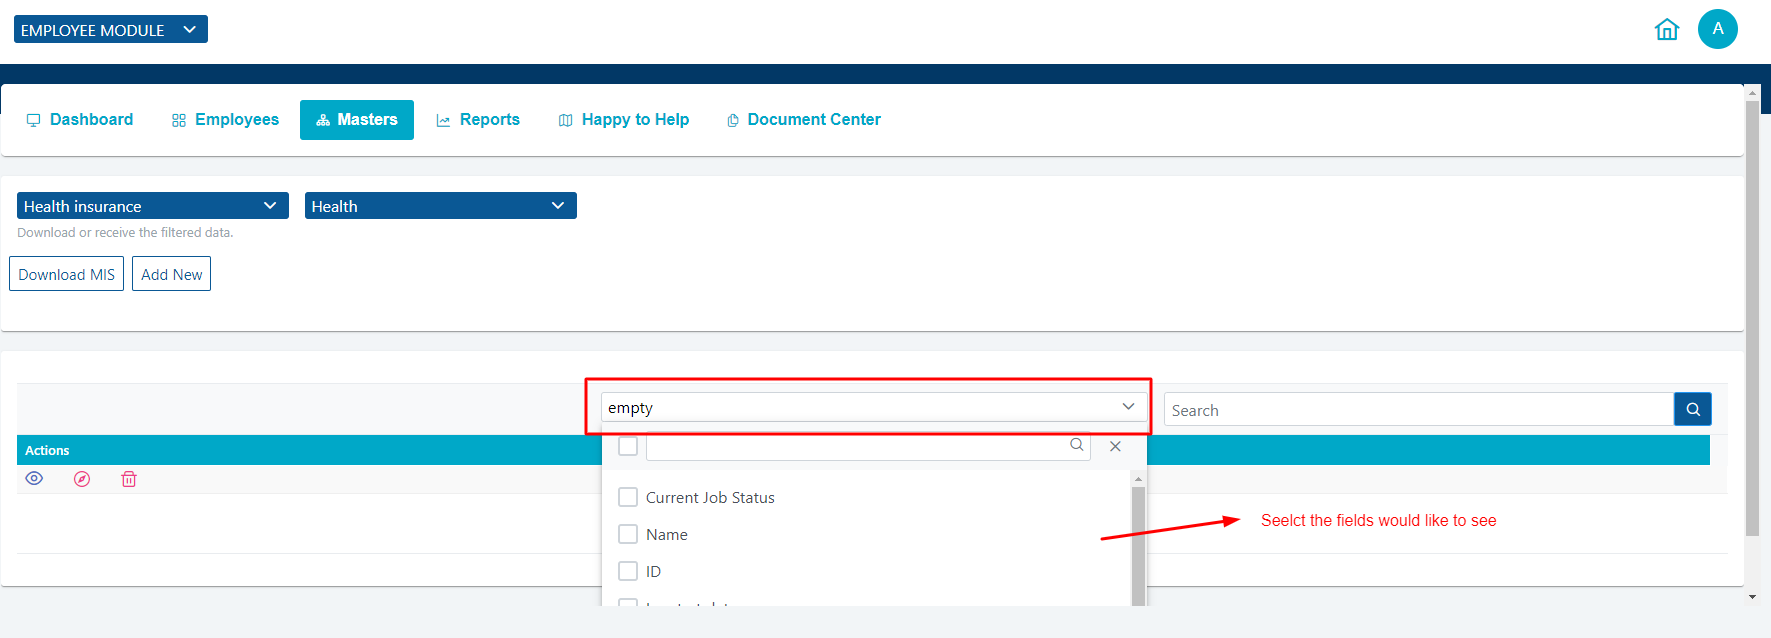 EMPLOYEE MODULE
A
Dashboard Employees Masters Reports Happy to Help Document Center
Health insurance Health
Download or receive the filtered data.
Download MIS Add New
empty Search
Actions
Current Job Status
Seelct the fields would like to see
Name
ID